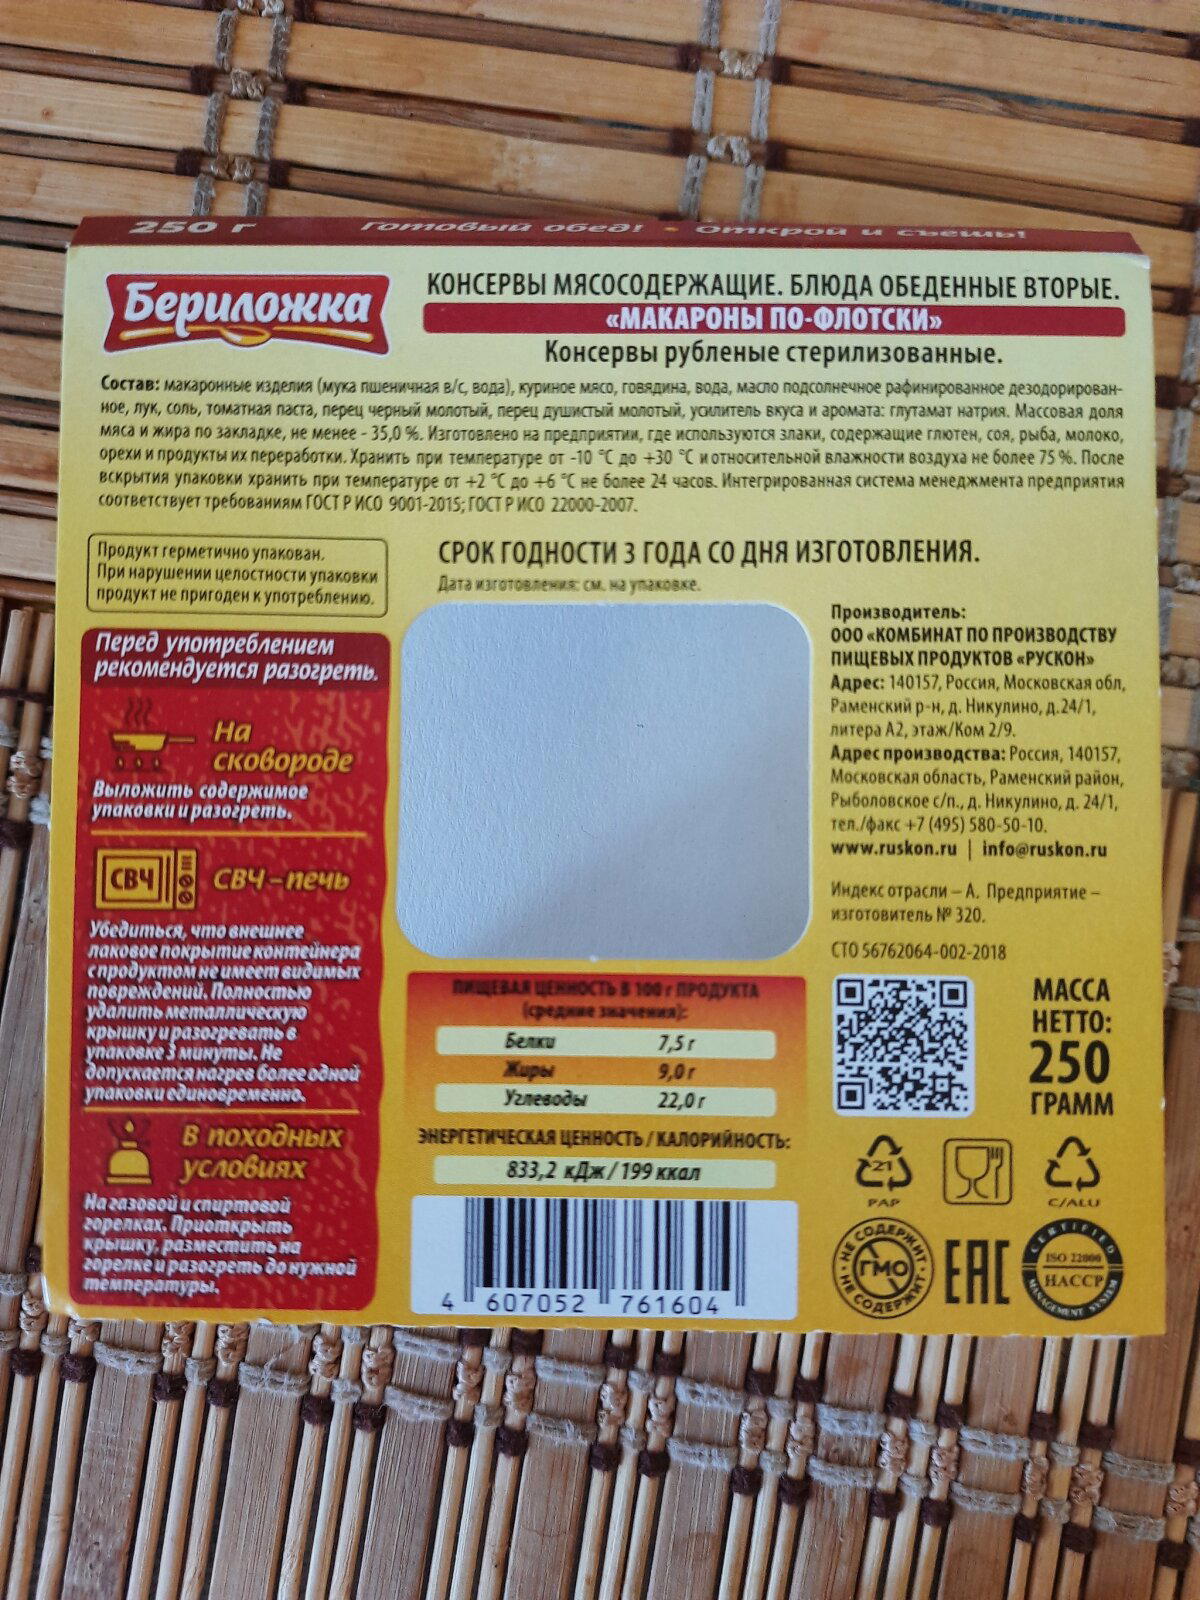 250 г Готовый обед! • Открой и съешь!
Бериложка
КОНСЕРВЫ МЯСОСОДЕРЖАЩИЕ. БЛЮДА ОБЕДЕННЫЕ ВТОРЫЕ.
«МАКАРОНЫ ПО-ФЛОТСКИ»
Консервы рубленые стерилизованные.
Состав: макаронные изделия (мука пшеничная в/с, вода), куриное мясо, говядина, вода, масло подсолнечное рафинированное дезодорирован-
ное, лук, соль, томатная паста, перец черный молотый, перец душистый молотый, усилитель вкуса и аромата: глутамат натрия. Массовая доля
мяса и жира по закладке, не менее - 35,0 %. Изготовлено на предприятии, где используются злаки, содержащие глютен, соя, рыба, молоко,
орехи и продукты их переработки. Хранить при температуре от -10 °С до +30 °С и относительной влажности воздуха не более 75 %. После
вскрытия упаковки хранить при температуре от +2 °С до +6 °С не более 24 часов. Интегрированная система менеджмента предприятия
соответствует требованиям ГОСТ Р ИСО 9001-2015; ГОСТ Р ИСО 22000-2007.
Продукт герметично упакован.
При нарушении целостности упаковки
продукт не пригоден к употреблению.
СРОК ГОДНОСТИ 3 ГОДА СО ДНЯ ИЗГОТОВЛЕНИЯ.
Дата изготовления: см. на упаковке.
Перед употреблением
рекомендуется разогреть.
На
сковороде
Выложить содержимое
упаковки и разогреть.
СВЧ
СВЧ-печь
Убедиться, что внешнее
лаковое покрытие контейнера
с продуктом не имеет видимых
повреждений. Полностью
удалить металлическую
крышку и разогревать в
упаковке 3 минуты. Не
допускается нагрев более одной
упаковки единовременно.
В походных
условиях
На газовой и спиртовой
горелках. Приоткрыть
крышку, разместить на
горелке и разогреть до нужной
температуры.
Производитель:
ООО «КОМБИНАТ ПО ПРОИЗВОДСТВУ
ПИЩЕВЫХ ПРОДУКТОВ «РУСКОН»
Адрес: 140157, Россия, Московская обл,
Раменский р-н, д. Никулино, д.24/1,
литера А2, этаж/Ком 2/9.
Адрес производства: Россия, 140157,
Московская область, Раменский район,
Рыболовское с/п., д. Никулино, д. 24/1,
тел./факс +7 (495) 580-50-10.
www.ruskon.ru | info@ruskon.ru
Индекс отрасли – А. Предприятие –
изготовитель № 320.
СТО 56762064-002-2018
ПИЩЕВАЯ ЦЕННОСТЬ В 100 г ПРОДУКТА
(средние значения):
Белки 7,5 г
Жиры 9,0 г
Углеводы 22,0 г
ЭНЕРГЕТИЧЕСКАЯ ЦЕННОСТЬ / КАЛОРИЙНОСТЬ:
833,2 кДж / 199 ккал
4 607052 761604
МАССА
НЕТТО:
250
ГРАММ
21
PAP
C/ALU
НЕ СОДЕРЖИТ • НЕ СОДЕРЖИТ •
ГМО
EAC
CERTIFIED
ISO 22000
HACCP
MANAGEMENT SYSTEM